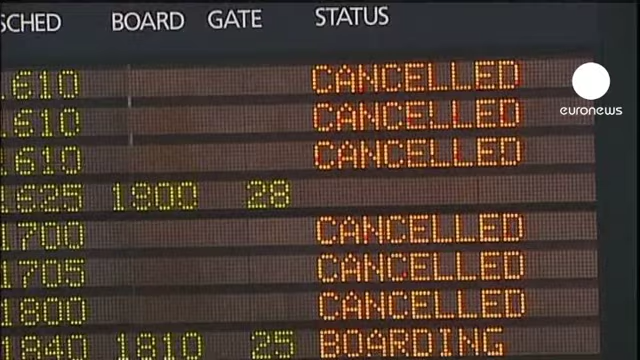 SCHED BOARD GATE STATUS
1610 CANCELLED
1610 CANCELLED
1610 CANCELLED
1625 1800 28
1700 CANCELLED
1705 CANCELLED
1800 CANCELLED
1840 1810 25 BOARDING
euronews